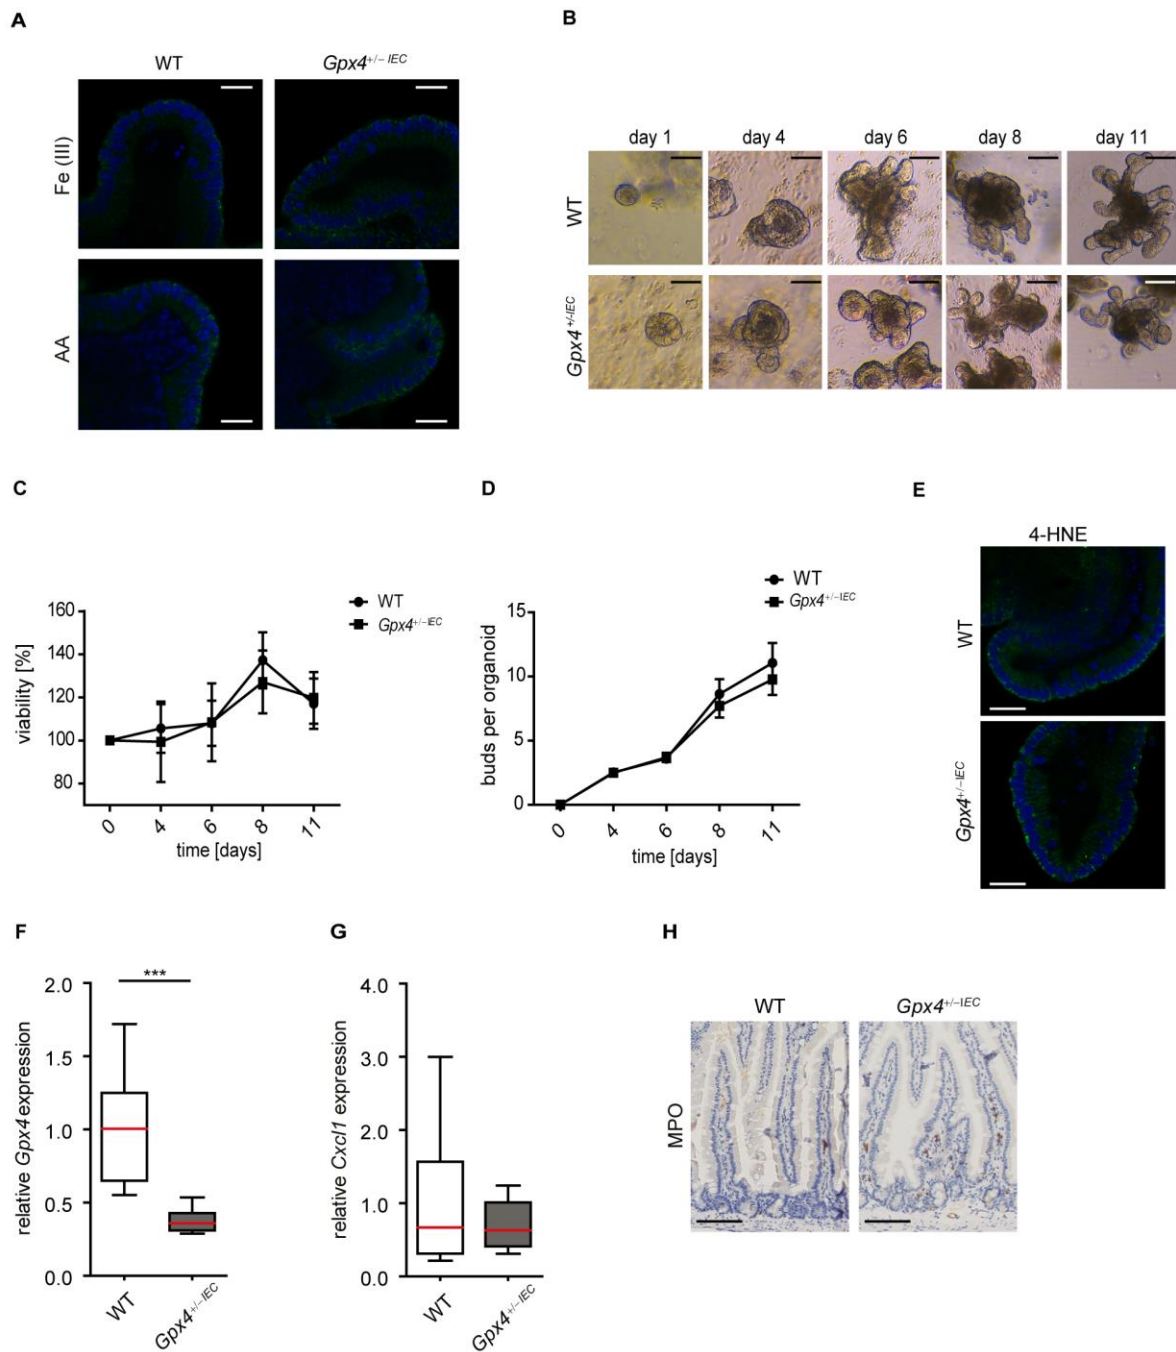 A
WT
Gpx4+/– IEC
Fe (III)
AA
B
day 1
day 4
day 6
day 8
day 11
WT
Gpx4+/-IEC
C
160
140
120
100
80
viability [%]
0
4
6
8
11
time [days]
WT
Gpx4+/–IEC
D
15
10
5
0
buds per organoid
0
4
6
8
11
time [days]
WT
Gpx4+/–IEC
E
4-HNE
WT
Gpx4+/–IEC
F
2.0
1.5
1.0
0.5
0.0
relative Gpx4 expression
***
WT
Gpx4+/–IEC
G
4.0
3.0
2.0
1.0
0.0
relative Cxcl1 expression
WT
Gpx4+/–IEC
H
WT
Gpx4+/–IEC
MPO